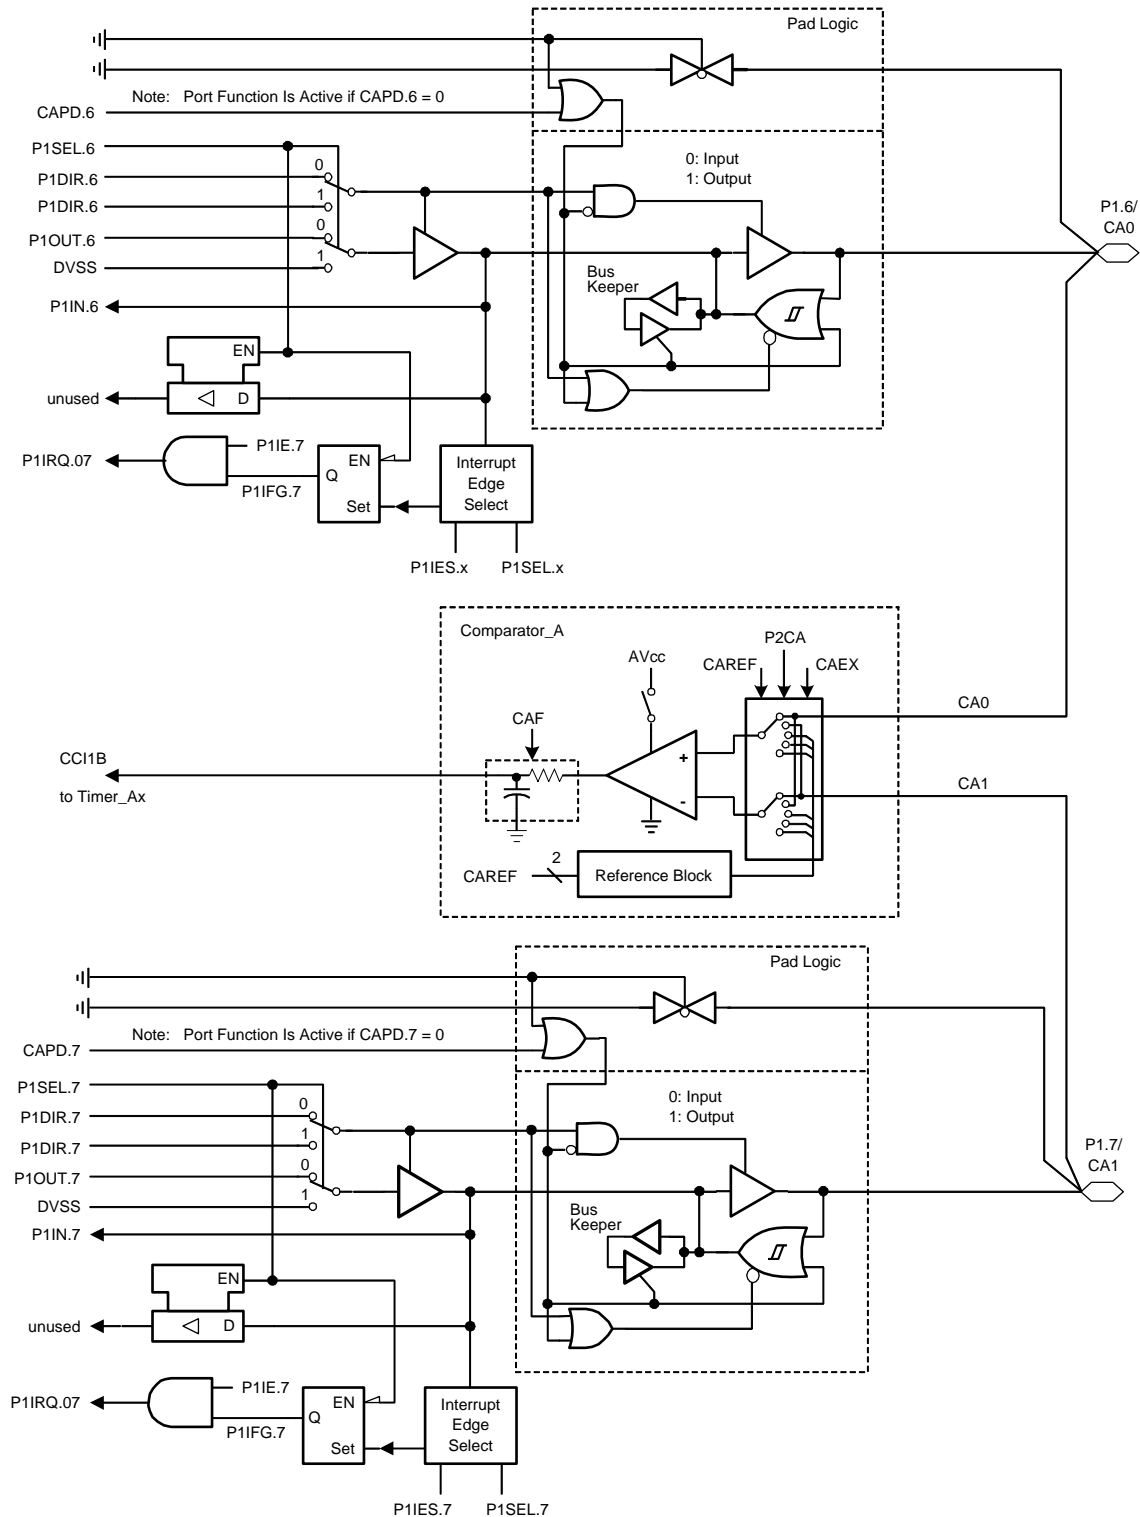 Pad Logic
Note: Port Function Is Active if CAPD.6 = 0
CAPD.6
P1SEL.6
0
P1DIR.6
1
P1DIR.6
0
P1OUT.6
1
DVSS
0: Input
1: Output
P1.6/
CA0
Bus
Keeper
P1IN.6
EN
unused
D
P1IE.7
P1IRQ.07
EN
Q
P1IFG.7
Set
Interrupt
Edge
Select
P1IES.x
P1SEL.x
Comparator_A
P2CA
AVcc
CAREF
CAEX
CA0
CAF
+
CCI1B
to Timer_Ax
CA1
-
2
CAREF
Reference Block
Pad Logic
Note: Port Function Is Active if CAPD.7 = 0
CAPD.7
P1SEL.7
0
P1DIR.7
1
P1DIR.7
0
P1OUT.7
1
DVSS
0: Input
1: Output
P1.7/
CA1
Bus
Keeper
P1IN.7
EN
unused
D
P1IE.7
P1IRQ.07
EN
Q
P1IFG.7
Set
Interrupt
Edge
Select
P1IES.7
P1SEL.7